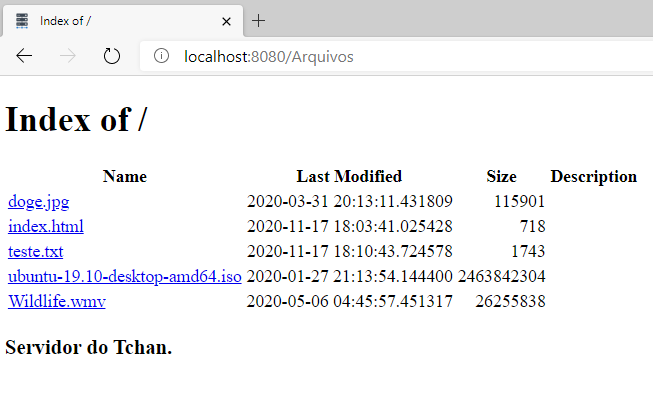 Index of /
localhost:8080/Arquivos
Index of /
Name Last Modified Size Description
doge.jpg 2020-03-31 20:13:11.431809 115901
index.html 2020-11-17 18:03:41.025428 718
teste.txt 2020-11-17 18:10:43.724578 1743
ubuntu-19.10-desktop-amd64.iso 2020-01-27 21:13:54.144400 2463842304
Wildlife.wmv 2020-05-06 04:45:57.451317 26255838
Servidor do Tchan.